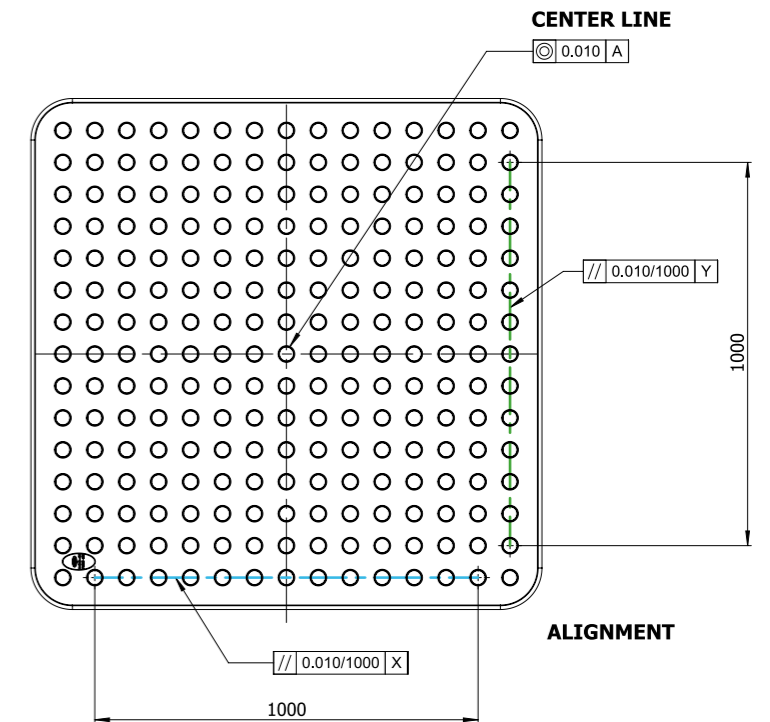 CENTER LINE
◎ 0.010 A
// 0.010/1000 Y
1000
ALIGNMENT
// 0.010/1000 X
1000